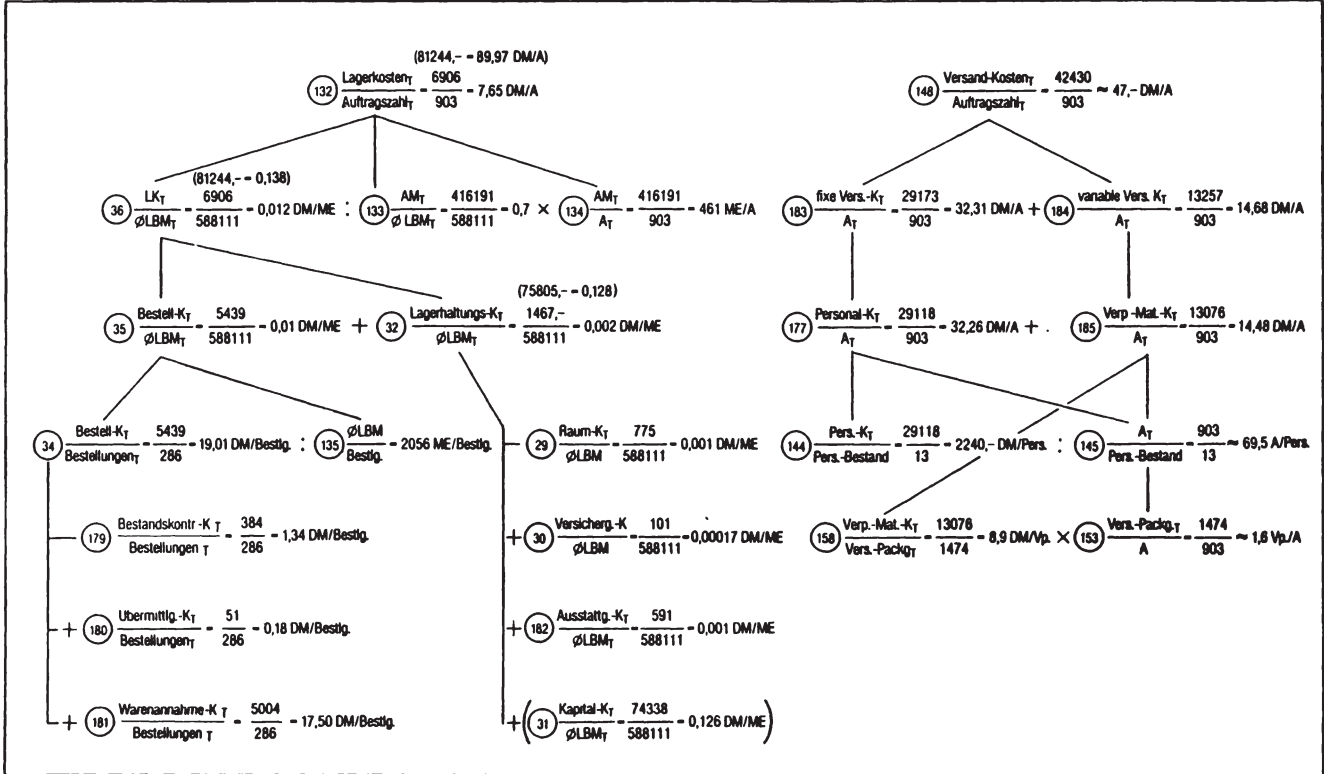 (81244,- = 89,97 DM/A)
132 Lagerkosten_T / Auftragszahl_T = 6906 / 903 = 7,65 DM/A
148 Versand-Kosten_T / Auftragszahl_T = 42430 / 903 ≈ 47,- DM/A
(81244,- = 0,138)
36 LK_T / ØLBM_T = 6906 / 588111 = 0,012 DM/ME : 133 AM_T / Ø LBM_T = 416191 / 588111 = 0,7 × 134 AM_T / A_T = 416191 / 903 = 461 ME/A
183 fixe Vers.-K_T / A_T = 29173 / 903 = 32,31 DM/A + 184 variable Vers. K_T / A_T = 13257 / 903 = 14,68 DM/A
(75805,- = 0,128)
35 Bestell-K_T / ØLBM_T = 5439 / 588111 = 0,01 DM/ME + 32 Lagerhaltungs-K_T / ØLBM_T = 1467,- / 588111 = 0,002 DM/ME
177 Personal-K_T / A_T = 29118 / 903 = 32,26 DM/A + . 185 Verp.-Mat.-K_T / A_T = 13076 / 903 = 14,48 DM/A
34 Bestell-K_T / Bestellungen_T = 5439 / 286 = 19,01 DM/Bestlg. : 135 ØLBM / Bestlg. = 2056 ME/Bestlg.
29 Raum-K_T / ØLBM = 775 / 588111 = 0,001 DM/ME
144 Pers.-K_T / Pers.-Bestand = 29118 / 13 = 2240,- DM/Pers. : 145 A_T / Pers.-Bestand = 903 / 13 ≈ 69,5 A/Pers.
179 Bestandskontr.-K_T / Bestellungen_T = 384 / 286 = 1,34 DM/Bestlg.
+ 30 Versicherg.-K / ØLBM = 101 / 588111 = 0,00017 DM/ME
158 Verp.-Mat.-K_T / Vers.-Packg_T = 13076 / 1474 = 8,9 DM/Vp. × 153 Vers.-Packg._T / A = 1474 / 903 ≈ 1,6 Vp./A
+ 180 Übermittlg.-K_T / Bestellungen_T = 51 / 286 = 0,18 DM/Bestlg.
+ 182 Ausstattg.-K_T / ØLBM_T = 591 / 588111 = 0,001 DM/ME
+ 181 Warenannahme-K_T / Bestellungen_T = 5004 / 286 = 17,50 DM/Bestlg.
+ (31 Kapital-K_T / ØLBM_T = 74338 / 588111 = 0,126 DM/ME)